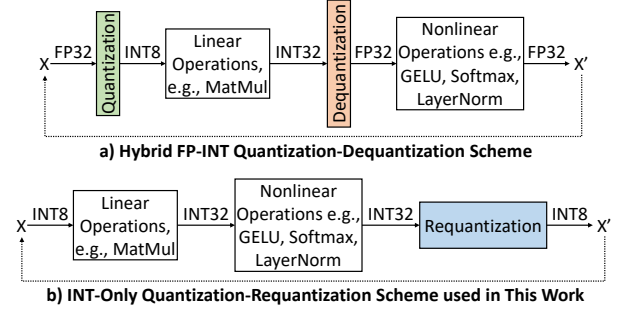 X FP32 Quantization INT8 Linear Operations, e.g., MatMul INT32 Dequantization FP32 Nonlinear Operations e.g., GELU, Softmax, LayerNorm FP32 X'
a) Hybrid FP-INT Quantization-Dequantization Scheme
X INT8 Linear Operations, e.g., MatMul INT32 Nonlinear Operations e.g., GELU, Softmax, LayerNorm INT32 Requantization INT8 X'
b) INT-Only Quantization-Requantization Scheme used in This Work